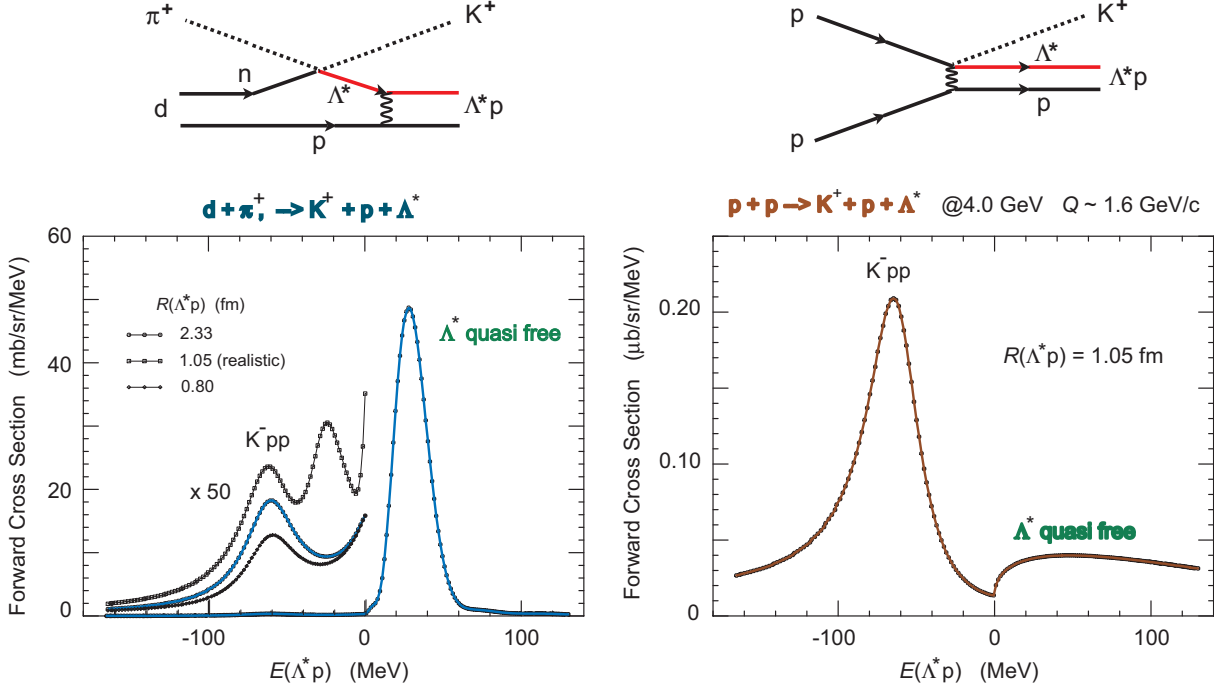 π+ K+
n
Λ* Λ*p
d
p
p K+
Λ*
Λ*p
p
p
d + π+, –> K+ + p + Λ*
60
40
20
0
-100 0 100
Forward Cross Section (mb/sr/MeV)
E(Λ*p) (MeV)
R(Λ*p) (fm)
2.33
1.05 (realistic)
0.80
K-pp
x 50
Λ* quasi free
p + p –> K+ + p + Λ* @4.0 GeV Q ~ 1.6 GeV/c
0.20
0.10
0
-100 0 100
Forward Cross Section (μb/sr/MeV)
E(Λ*p) (MeV)
K-pp
R(Λ*p) = 1.05 fm
Λ* quasi free